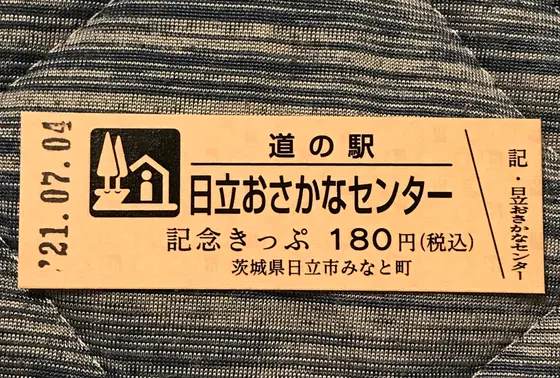 '21.07.04
道の駅
日立おさかなセンター
記念きっぷ 180円(税込)
茨城県日立市みなと町
記・日立おさかなセンター